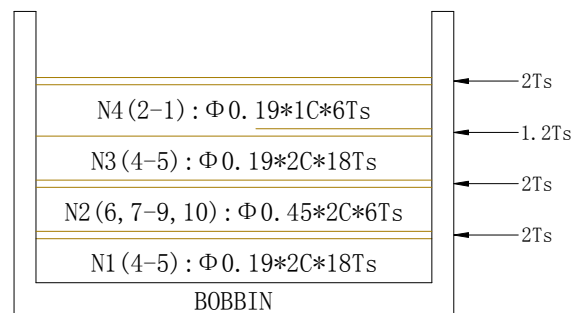 2Ts
N4(2-1):Φ0.19*1C*6Ts
1.2Ts
N3(4-5):Φ0.19*2C*18Ts
2Ts
N2(6,7-9,10):Φ0.45*2C*6Ts
2Ts
N1(4-5):Φ0.19*2C*18Ts
BOBBIN